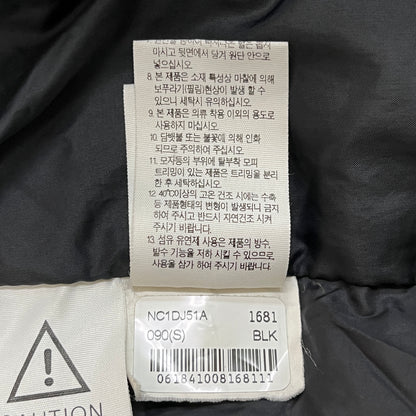 마시고 뒷면에서 당겨 원단 안으로
넣으십시오.
8. 본 제품은 소재 특성상 마찰에 의해
보푸라기(필링)현상이 발생 할 수
있으니 세탁시 유의하십시오.
9. 본 제품은 의류 착용 이외의 용도로
사용하지 마십시오.
10. 담뱃불 또는 불꽃에 의해 인화
되므로 주의하여 주십시오.
11. 모자등의 부위에 탈부착 모피
트리밍이 있는 제품은 트리밍을 분리
한 후 세탁하십시오.
12. 40℃이상의 고온 건조 시에는 수축
등 제품형태의 변형이 발생되니 금지
하여 주시고 반드시 자연건조 시켜
주시기 바랍니다.
13. 섬유 유연제 사용은 제품의 방수,
발수 기능을 저하 시킬 수 있으므로
사용을 삼가 하여 주시기 바랍니다.
NC1DJ51A 1681
090(S) BLK
061841008168111
CAUTION